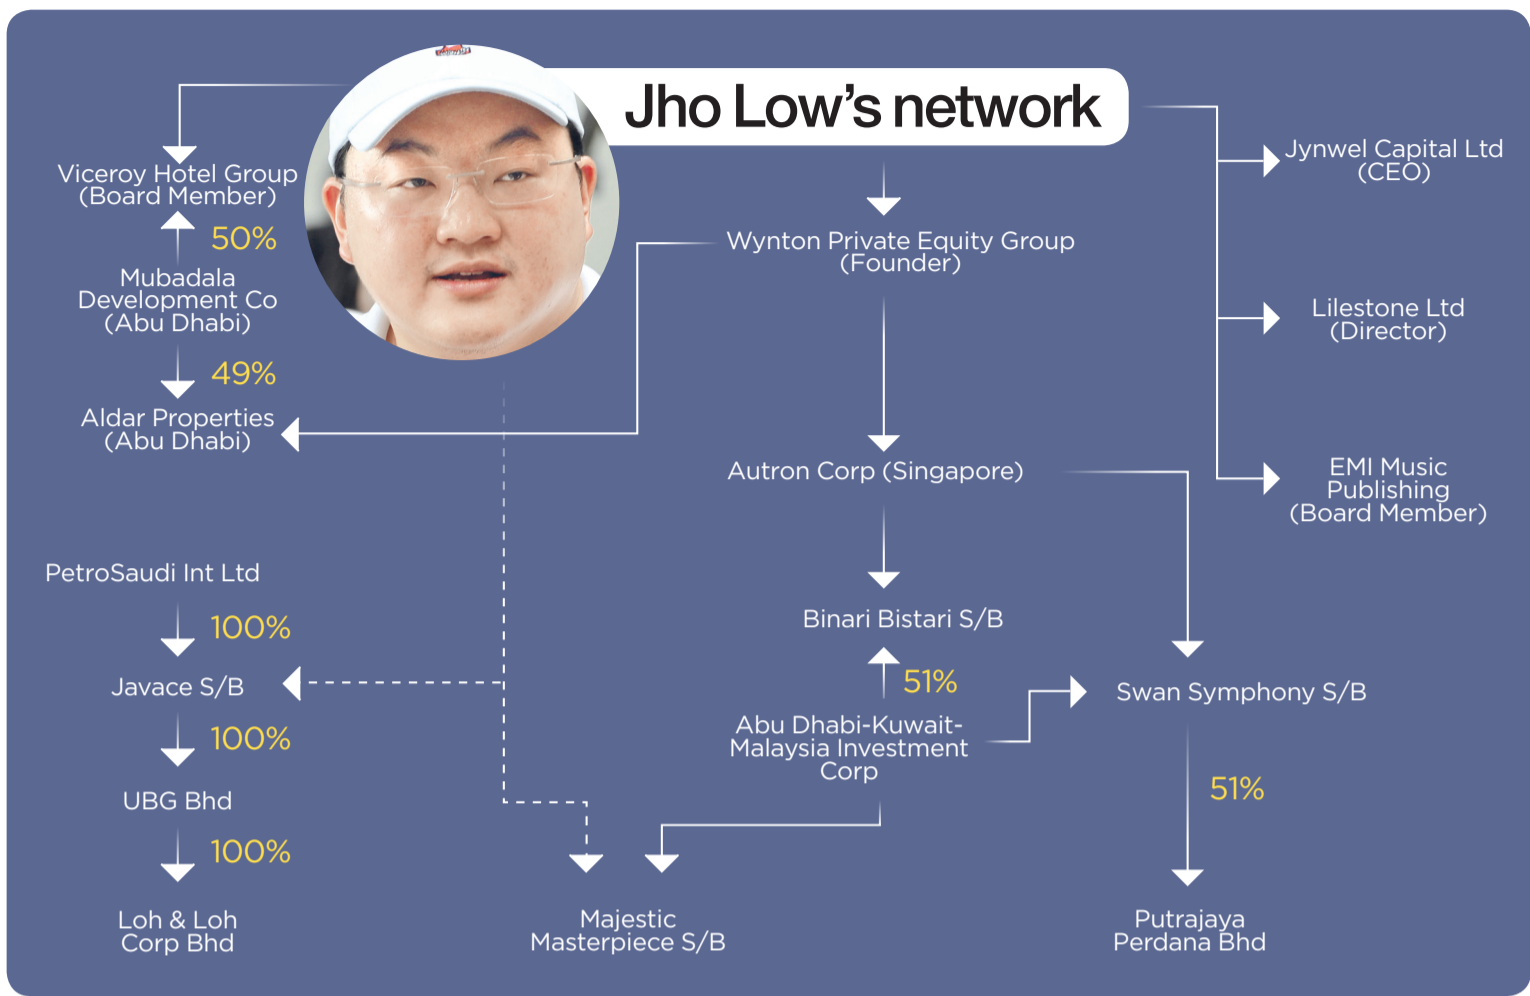 Jho Low's network
Viceroy Hotel Group
(Board Member)
50%
Mubadala
Development Co
(Abu Dhabi)
49%
Aldar Properties
(Abu Dhabi)
PetroSaudi Int Ltd
100%
Javace S/B
100%
UBG Bhd
100%
Loh & Loh
Corp Bhd
Wynton Private Equity Group
(Founder)
Autron Corp (Singapore)
Binari Bistari S/B
51%
Abu Dhabi-Kuwait-
Malaysia Investment
Corp
Majestic
Masterpiece S/B
Jynwel Capital Ltd
(CEO)
Lilestone Ltd
(Director)
EMI Music
Publishing
(Board Member)
Swan Symphony S/B
51%
Putrajaya
Perdana Bhd